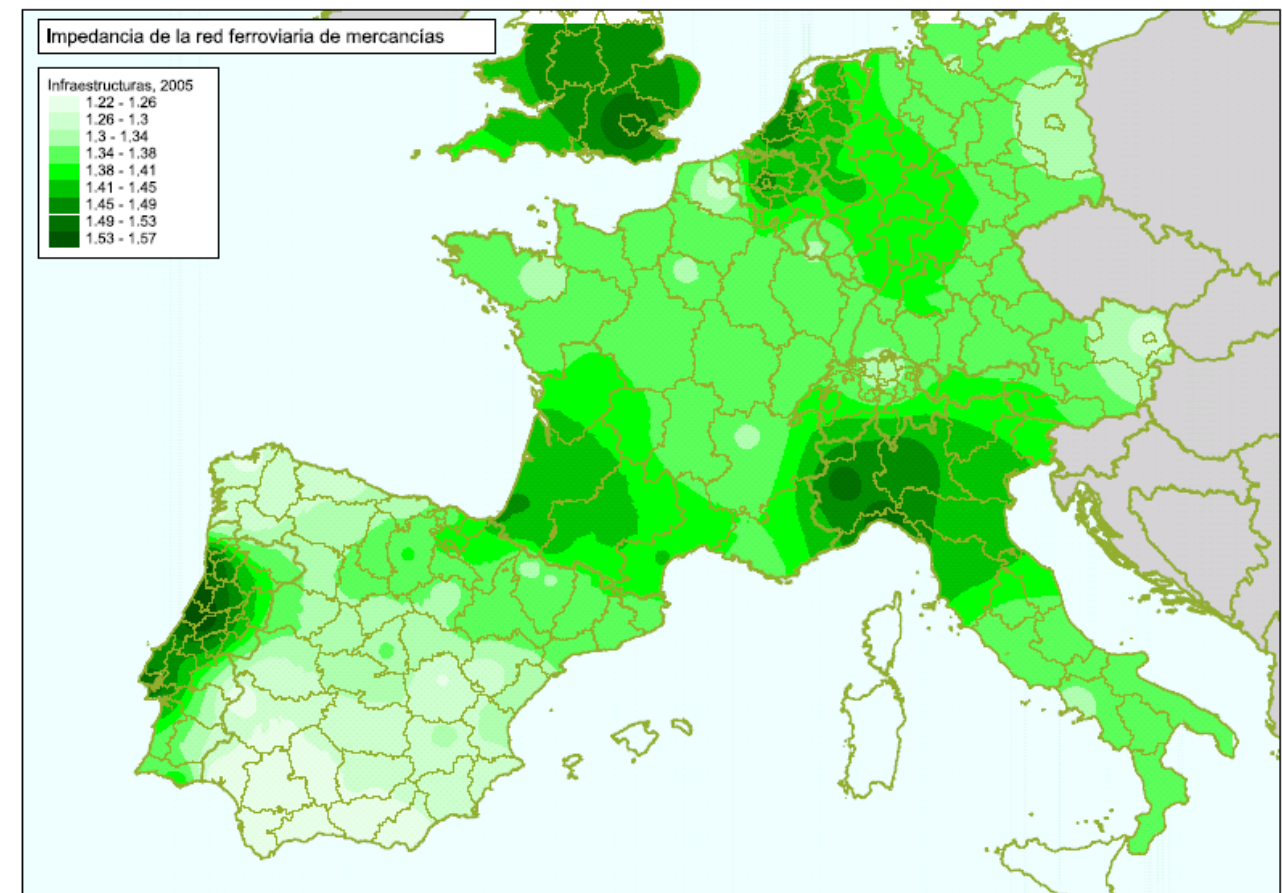 Impedancia de la red ferroviaria de mercancías
Infraestructuras, 2005
1.22 - 1.26
1.26 - 1.3
1.3 - 1.34
1.34 - 1.38
1.38 - 1.41
1.41 - 1.45
1.45 - 1.49
1.49 - 1.53
1.53 - 1.57